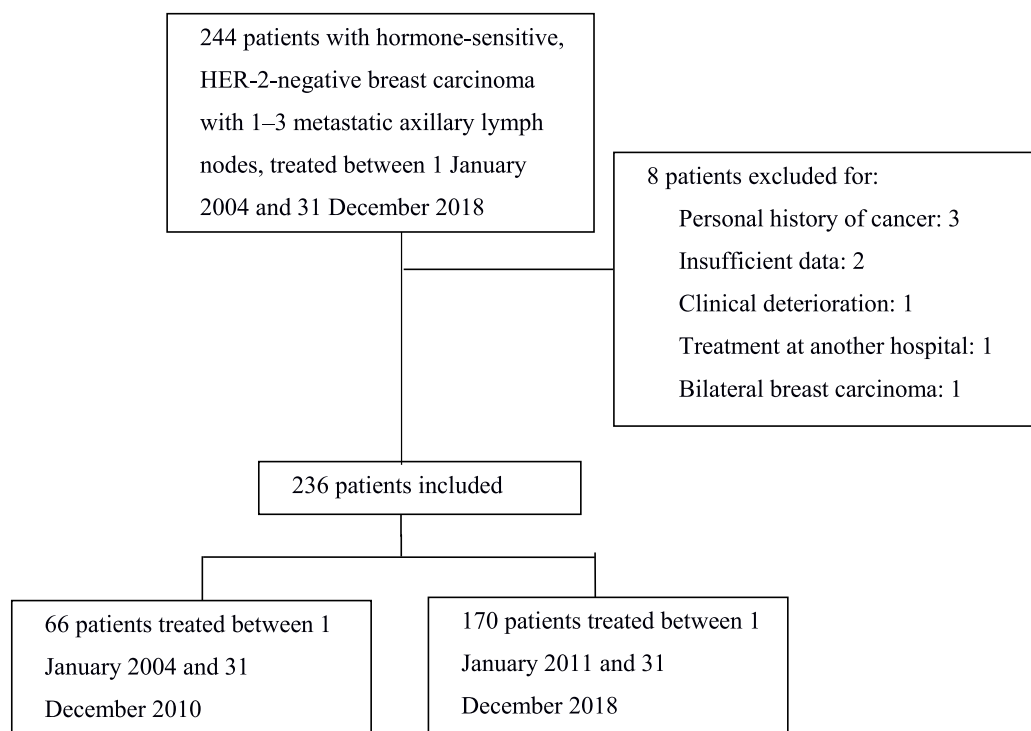 244 patients with hormone-sensitive,
HER-2-negative breast carcinoma
with 1–3 metastatic axillary lymph
nodes, treated between 1 January
2004 and 31 December 2018
8 patients excluded for:
Personal history of cancer: 3
Insufficient data: 2
Clinical deterioration: 1
Treatment at another hospital: 1
Bilateral breast carcinoma: 1
236 patients included
66 patients treated between 1
January 2004 and 31
December 2010
170 patients treated between 1
January 2011 and 31
December 2018